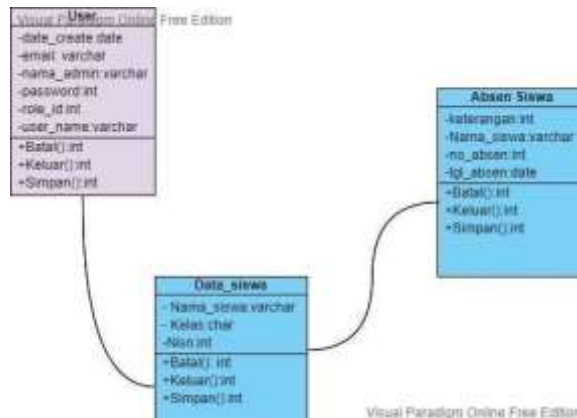 User
Visual Paradigm Online Free Edition
-date_create:date
-email: varchar
-nama_admin:varchar
-password:int
-role_id:int
-user_name:varchar
+Batal():int
+Keluar():int
+Simpan():int
Absen Siswa
-keterangan:int
-Nama_siswa:varchar
-no_absen:int
-tgl_absen:date
+Batal():int
+Keluar():int
+Simpan():int
Data_siswa
- Nama_siswa:varchar
- Kelas:char
-Nisn:int
+Batal(): int
+Keluar():int
+Simpan():int
Visual Paradigm Online Free Edition